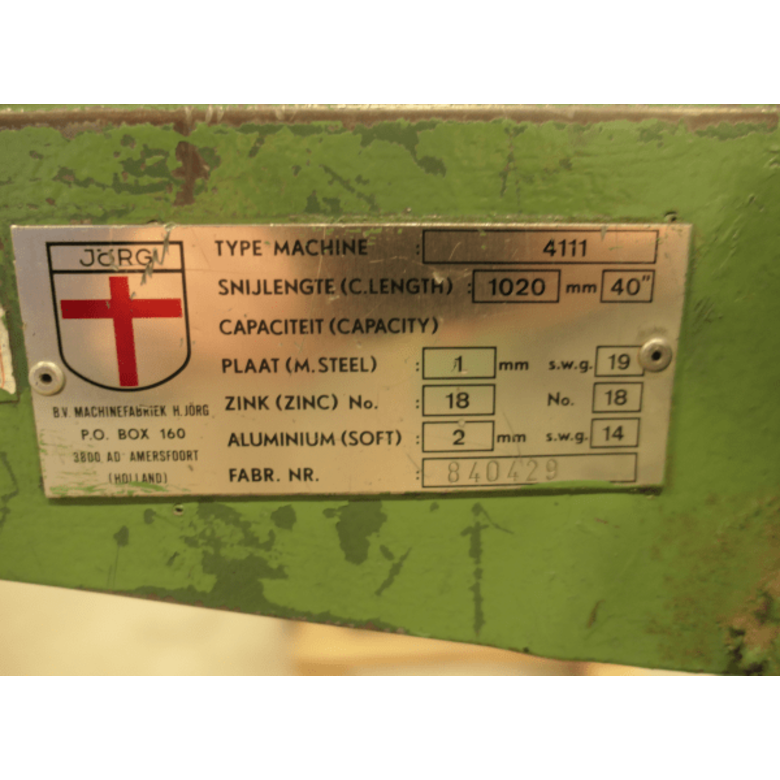 JÖRG
B.V. MACHINEFABRIEK H. JÖRG
P.O. BOX 160
3800 AD AMERSFOORT
(HOLLAND)
TYPE MACHINE : 4111
SNIJLENGTE (C.LENGTH) : 1020 mm 40"
CAPACITEIT (CAPACITY)
PLAAT (M. STEEL) : 1 mm s.w.g. 19
ZINK (ZINC) No. : 18 No. 18
ALUMINIUM (SOFT) : 2 mm s.w.g. 14
FABR. NR. : 840429